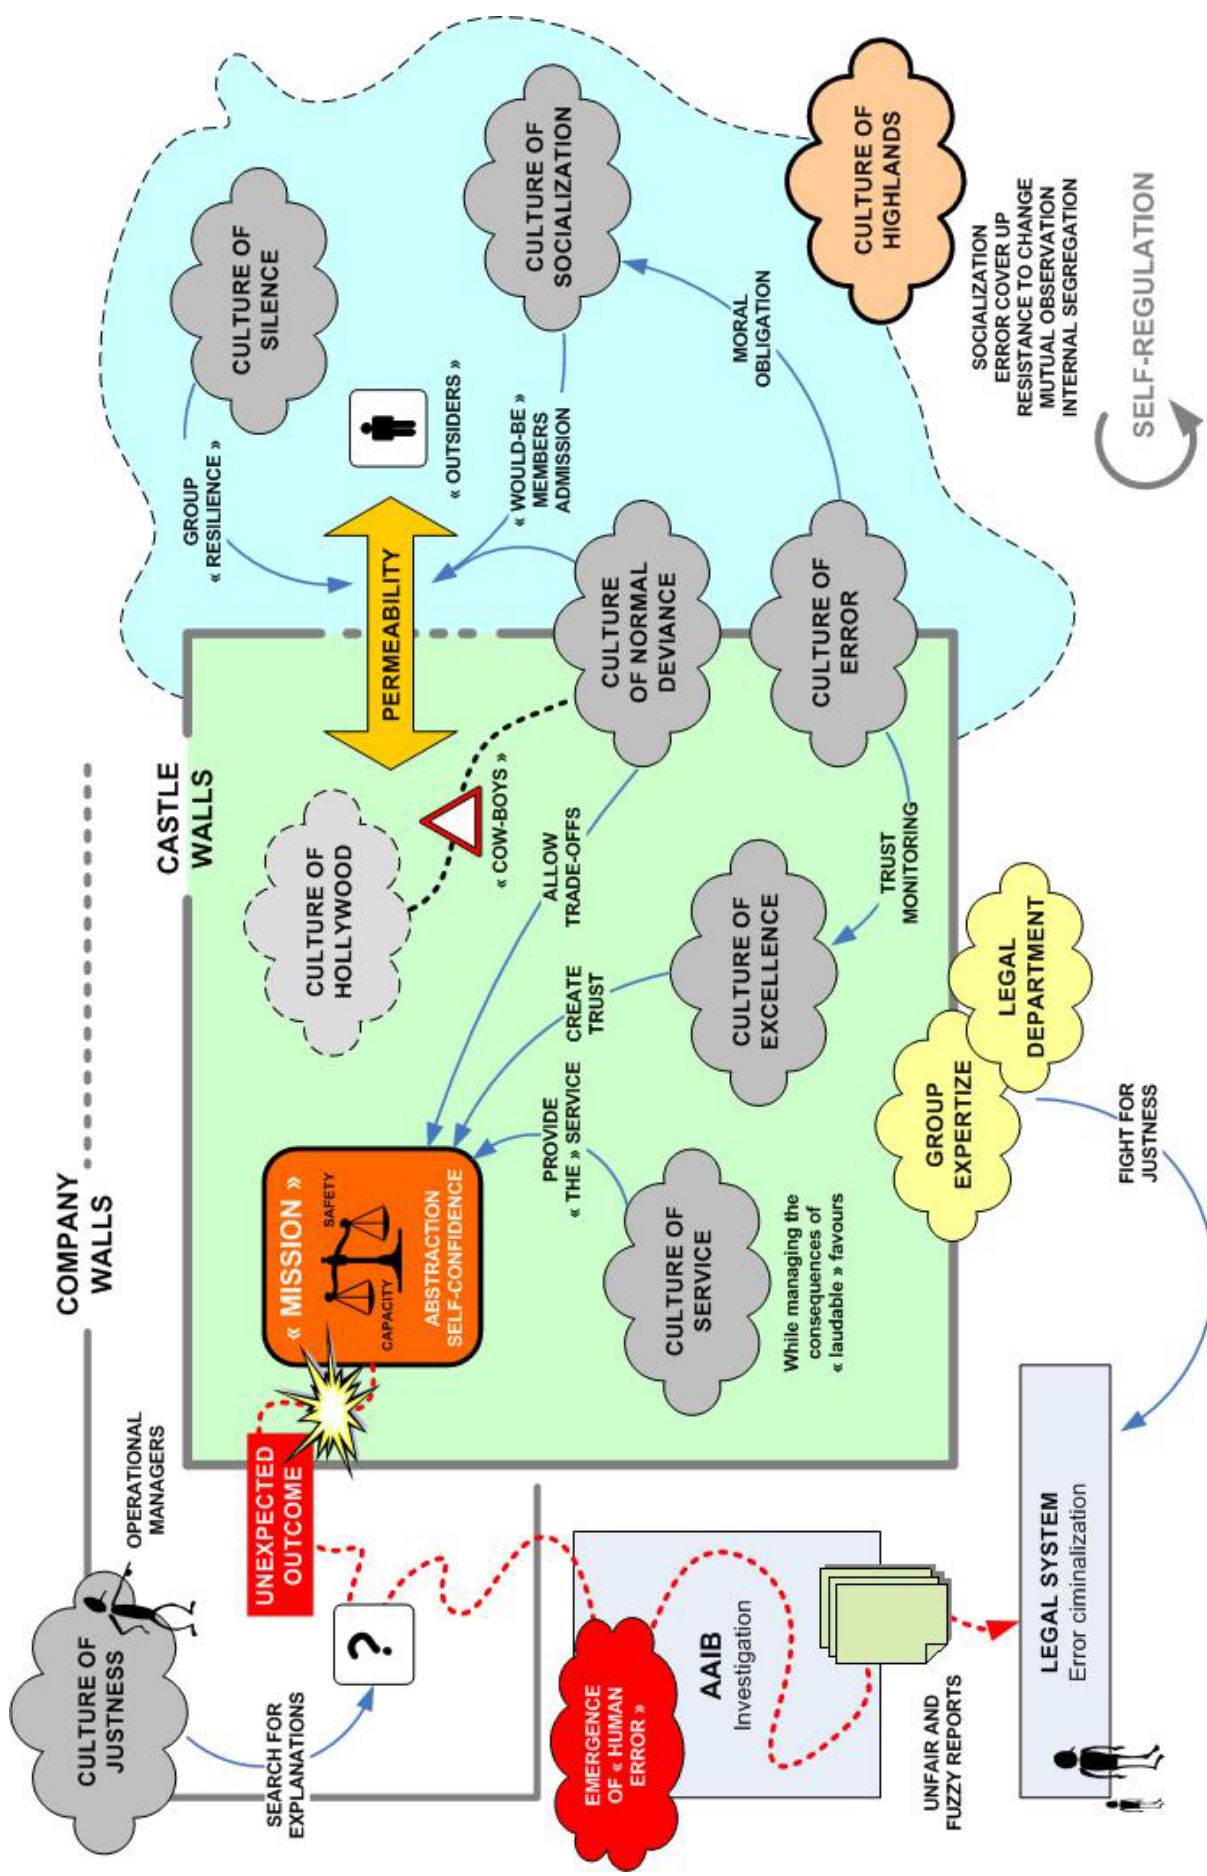 CULTURE OF
JUSTNESS
OPERATIONAL
MANAGERS
COMPANY
WALLS
SEARCH FOR
EXPLANATIONS
?
UNEXPECTED
OUTCOME
CASTLE
WALLS
« MISSION »
CAPACITY
SAFETY
ABSTRACTION
SELF-CONFIDENCE
CULTURE OF
HOLLYWOOD
« COW-BOYS »
PERMEABILITY
GROUP
« RESILIENCE »
CULTURE OF
SILENCE
« OUTSIDERS »
« WOULD-BE »
MEMBERS
ADMISSION
CULTURE OF
SOCIALIZATION
PROVIDE
« THE » SERVICE
CREATE
TRUST
ALLOW
TRADE-OFFS
CULTURE
OF NORMAL
DEVIANCE
CULTURE OF
SERVICE
While managing the
consequences of
« laudable » favours
CULTURE OF
EXCELLENCE
TRUST
MONITORING
CULTURE OF
ERROR
MORAL
OBLIGATION
CULTURE OF
HIGHLANDS
SOCIALIZATION
ERROR COVER UP
RESISTANCE TO CHANGE
MUTUAL OBSERVATION
INTERNAL SEGREGATION
SELF-REGULATION
EMERGENCE
OF « HUMAN
ERROR »
AAIB
Investigation
UNFAIR AND
FUZZY REPORTS
GROUP
EXPERTIZE
LEGAL
DEPARTMENT
FIGHT FOR
JUSTNESS
LEGAL SYSTEM
Error ciminalization